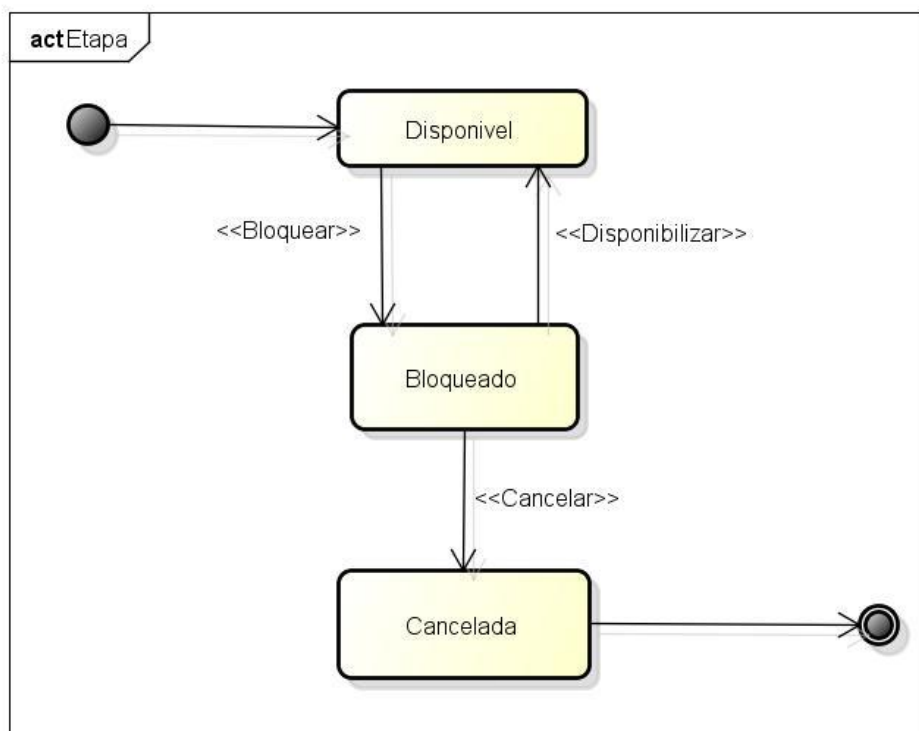 actEtapa
Disponivel
<<Bloquear>>
<<Disponibilizar>>
Bloqueado
<<Cancelar>>
Cancelada